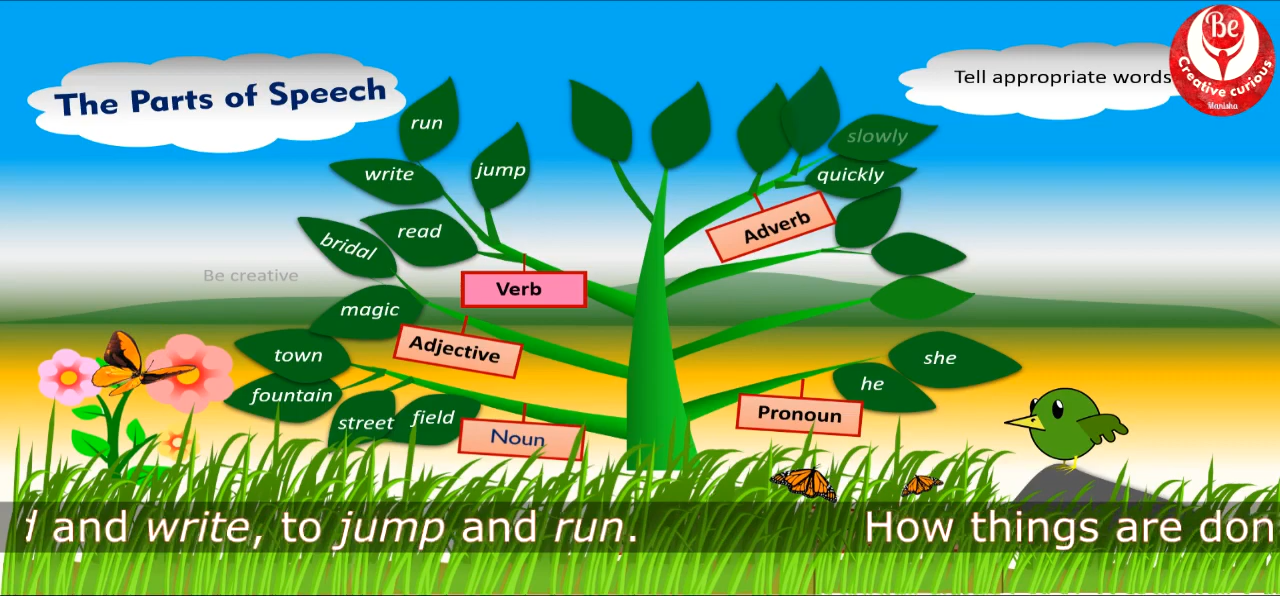 The Parts of Speech
Tell appropriate words
Be
Creative curious
Manisha
run
jump
write
read
bridal
magic
town
fountain
street
field
slowly
quickly
Adverb
Verb
Be creative
Adjective
Noun
she
he
Pronoun
and write, to jump and run.
How things are don